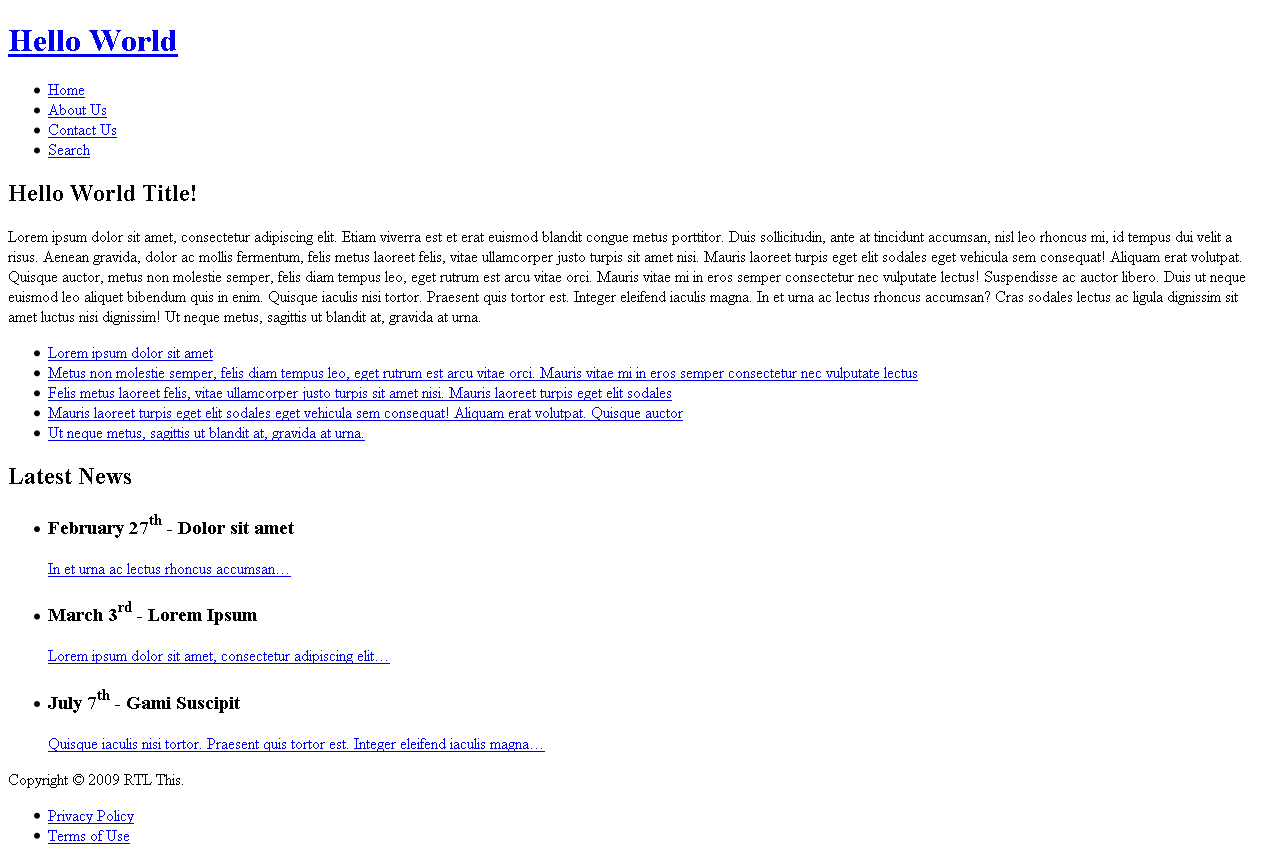 Hello World
Home
About Us
Contact Us
Search
Hello World Title!
Lorem ipsum dolor sit amet, consectetur adipiscing elit. Etiam viverra est et erat euismod blandit congue metus porttitor. Duis sollicitudin, ante at tincidunt accumsan, nisl leo rhoncus mi, id tempus dui velit a
risus. Aenean gravida, dolor ac mollis fermentum, felis metus laoreet felis, vitae ullamcorper justo turpis sit amet nisi. Mauris laoreet turpis eget elit sodales eget vehicula sem consequat! Aliquam erat volutpat.
Quisque auctor, metus non molestie semper, felis diam tempus leo, eget rutrum est arcu vitae orci. Mauris vitae mi in eros semper consectetur nec vulputate lectus! Suspendisse ac auctor libero. Duis ut neque
euismod leo aliquet bibendum quis in enim. Quisque iaculis nisi tortor. Praesent quis tortor est. Integer eleifend iaculis magna. In et urna ac lectus rhoncus accumsan? Cras sodales lectus ac ligula dignissim sit
amet luctus nisi dignissim! Ut neque metus, sagittis ut blandit at, gravida at urna.
Lorem ipsum dolor sit amet
Metus non molestie semper, felis diam tempus leo, eget rutrum est arcu vitae orci. Mauris vitae mi in eros semper consectetur nec vulputate lectus
Felis metus laoreet felis, vitae ullamcorper justo turpis sit amet nisi. Mauris laoreet turpis eget elit sodales
Mauris laoreet turpis eget elit sodales eget vehicula sem consequat! Aliquam erat volutpat. Quisque auctor
Ut neque metus, sagittis ut blandit at, gravida at urna.
Latest News
February 27th - Dolor sit amet
In et urna ac lectus rhoncus accumsan…
March 3rd - Lorem Ipsum
Lorem ipsum dolor sit amet, consectetur adipiscing elit…
July 7th - Gami Suscipit
Quisque iaculis nisi tortor. Praesent quis tortor est. Integer eleifend iaculis magna…
Copyright © 2009 RTL This.
Privacy Policy
Terms of Use